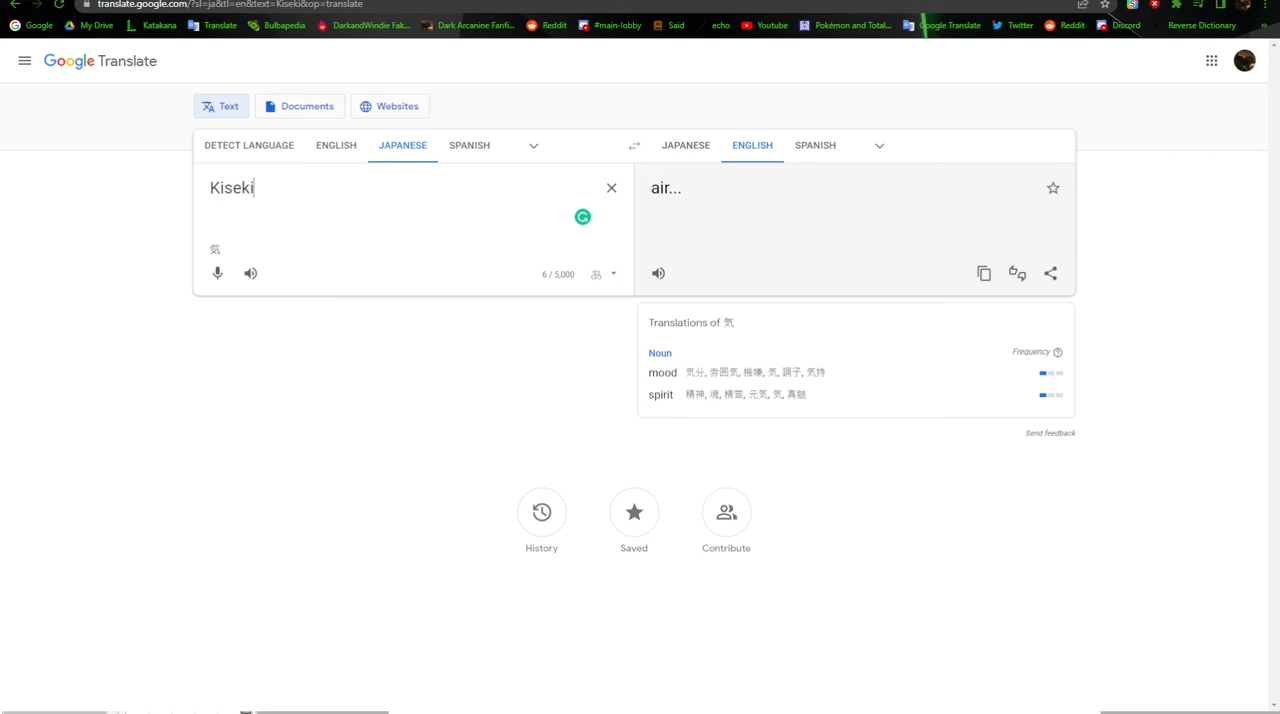 translate.google.com/?sl=ja&tl=en&text=Kiseki&op=translate
Google My Drive Katakana Translate Bulbapedia DarkandWindie Fak... Dark Arcanine Fanfi... Reddit #main-lobby Said echo Youtube Pokémon and Total... Google Translate Twitter Reddit Discord Reverse Dictionary »
Google Translate
Text Documents Websites
DETECT LANGUAGE ENGLISH JAPANESE SPANISH JAPANESE ENGLISH SPANISH
Kiseki
air...
気
6 / 5,000 あ
Translations of 気
Noun Frequency
mood 気分, 雰囲気, 機嫌, 気, 調子, 気持
spirit 精神, 魂, 精霊, 元気, 気, 真髄
Send feedback
History Saved Contribute